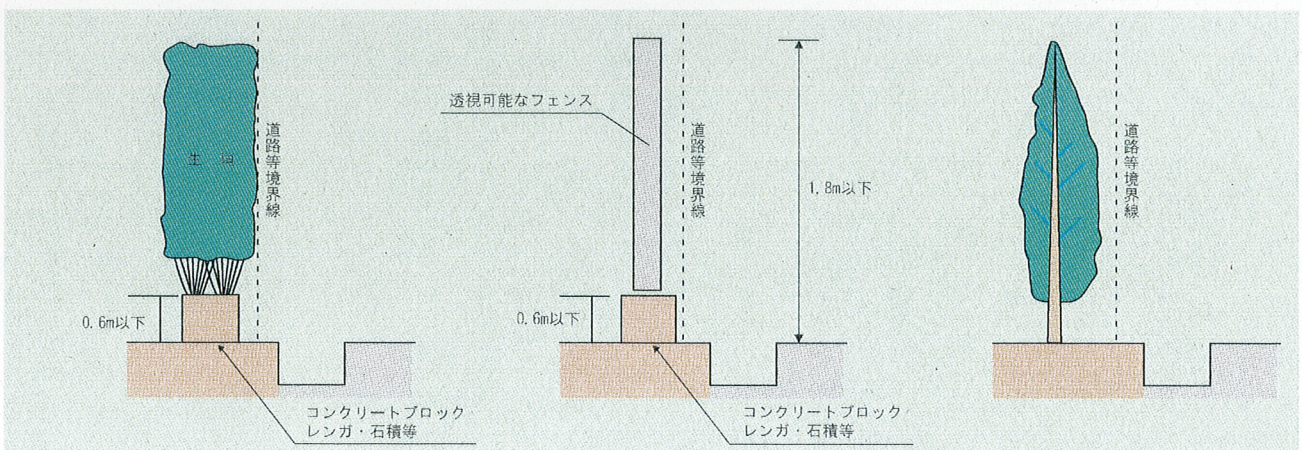 生垣
道路等境界線
0.6m以下
コンクリートブロック
レンガ・石積等
透視可能なフェンス
道路等境界線
1.8m以下
0.6m以下
コンクリートブロック
レンガ・石積等
道路等境界線